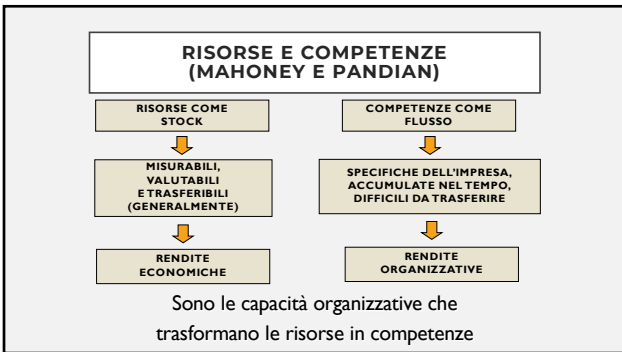 RISORSE E COMPETENZE
(MAHONEY E PANDIAN)
RISORSE COME
STOCK
MISURABILI,
VALUTABILI
E TRASFERIBILI
(GENERALMENTE)
RENDITE
ECONOMICHE
COMPETENZE COME
FLUSSO
SPECIFICHE DELL'IMPRESA,
ACCUMULATE NEL TEMPO,
DIFFICILI DA TRASFERIRE
RENDITE
ORGANIZZATIVE
Sono le capacità organizzative che
trasformano le risorse in competenze